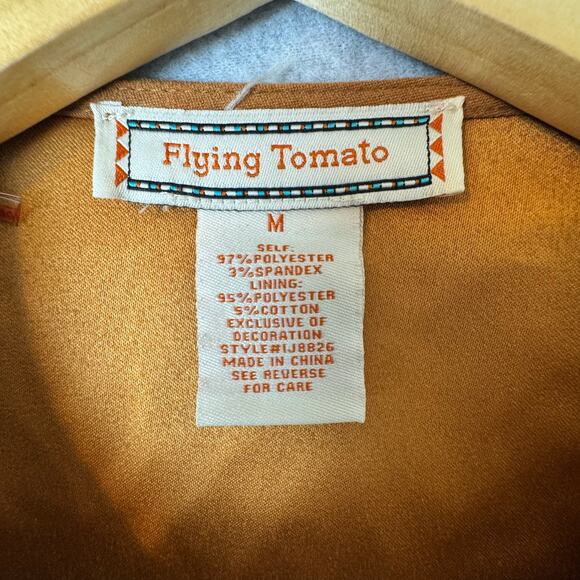 Flying Tomato
M
SELF:
97%POLYESTER
3%SPANDEX
LINING:
95%POLYESTER
5%COTTON
EXCLUSIVE OF
DECORATION
STYLE#IJ8826
MADE IN CHINA
SEE REVERSE
FOR CARE